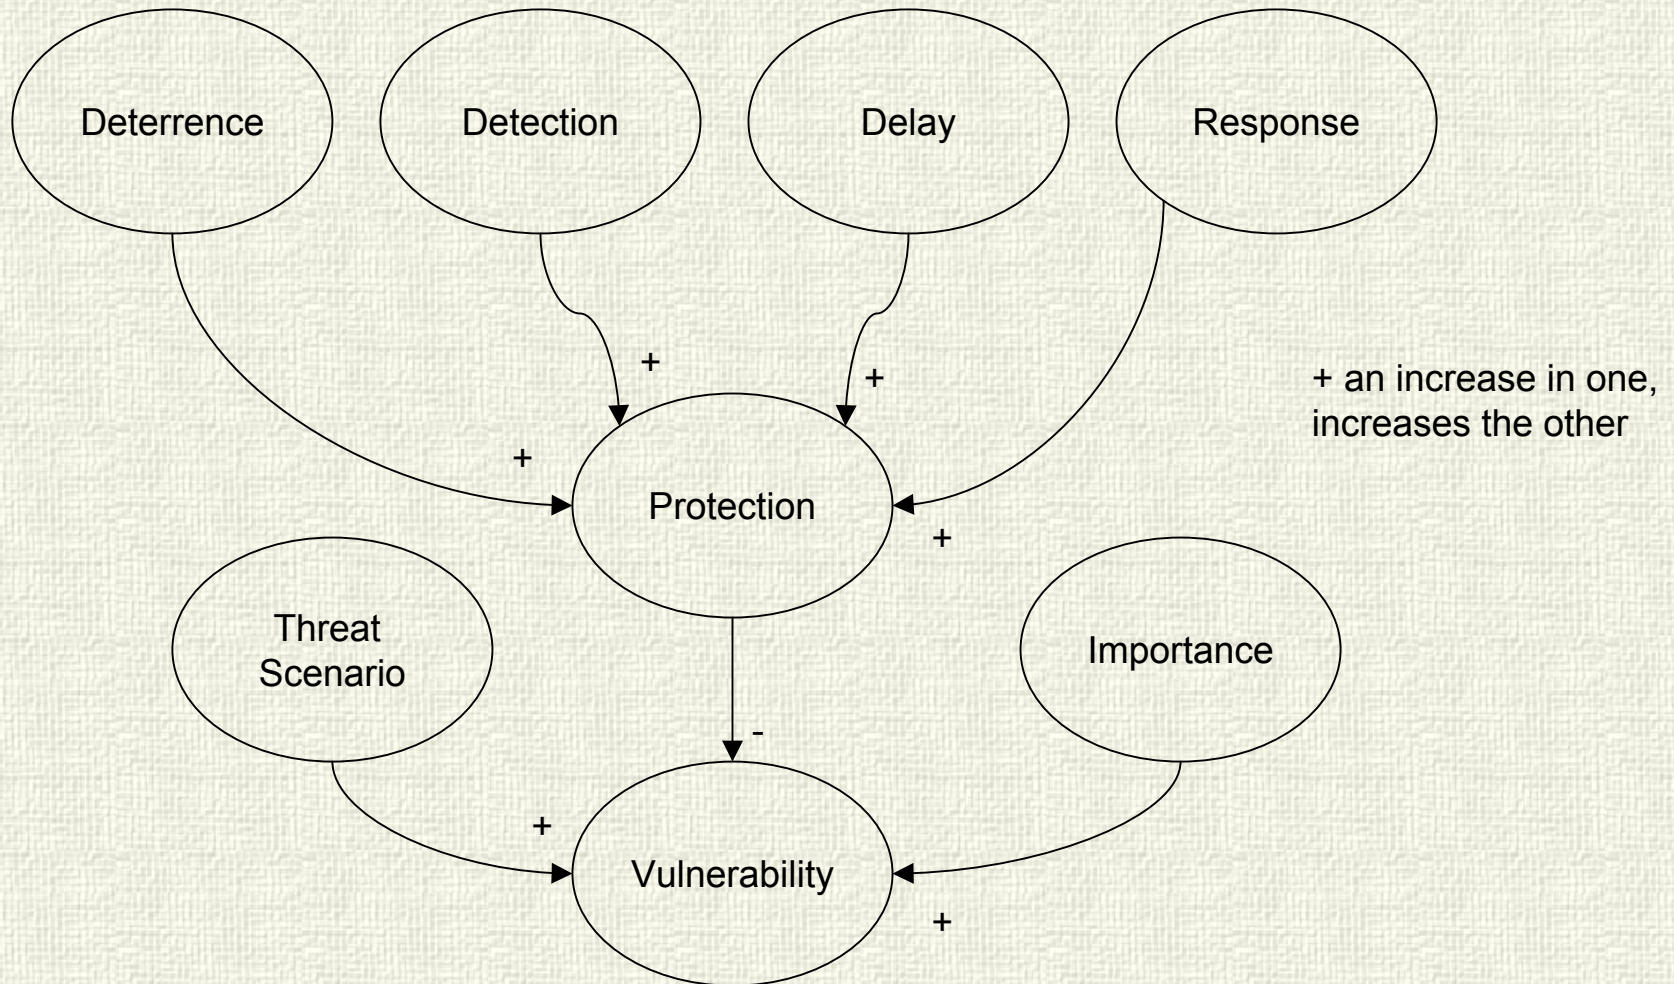 Deterrence
Detection
Delay
Response
+
+
+ an increase in one,
increases the other
+
Protection
+
Threat
Scenario
Importance
-
+
Vulnerability
+